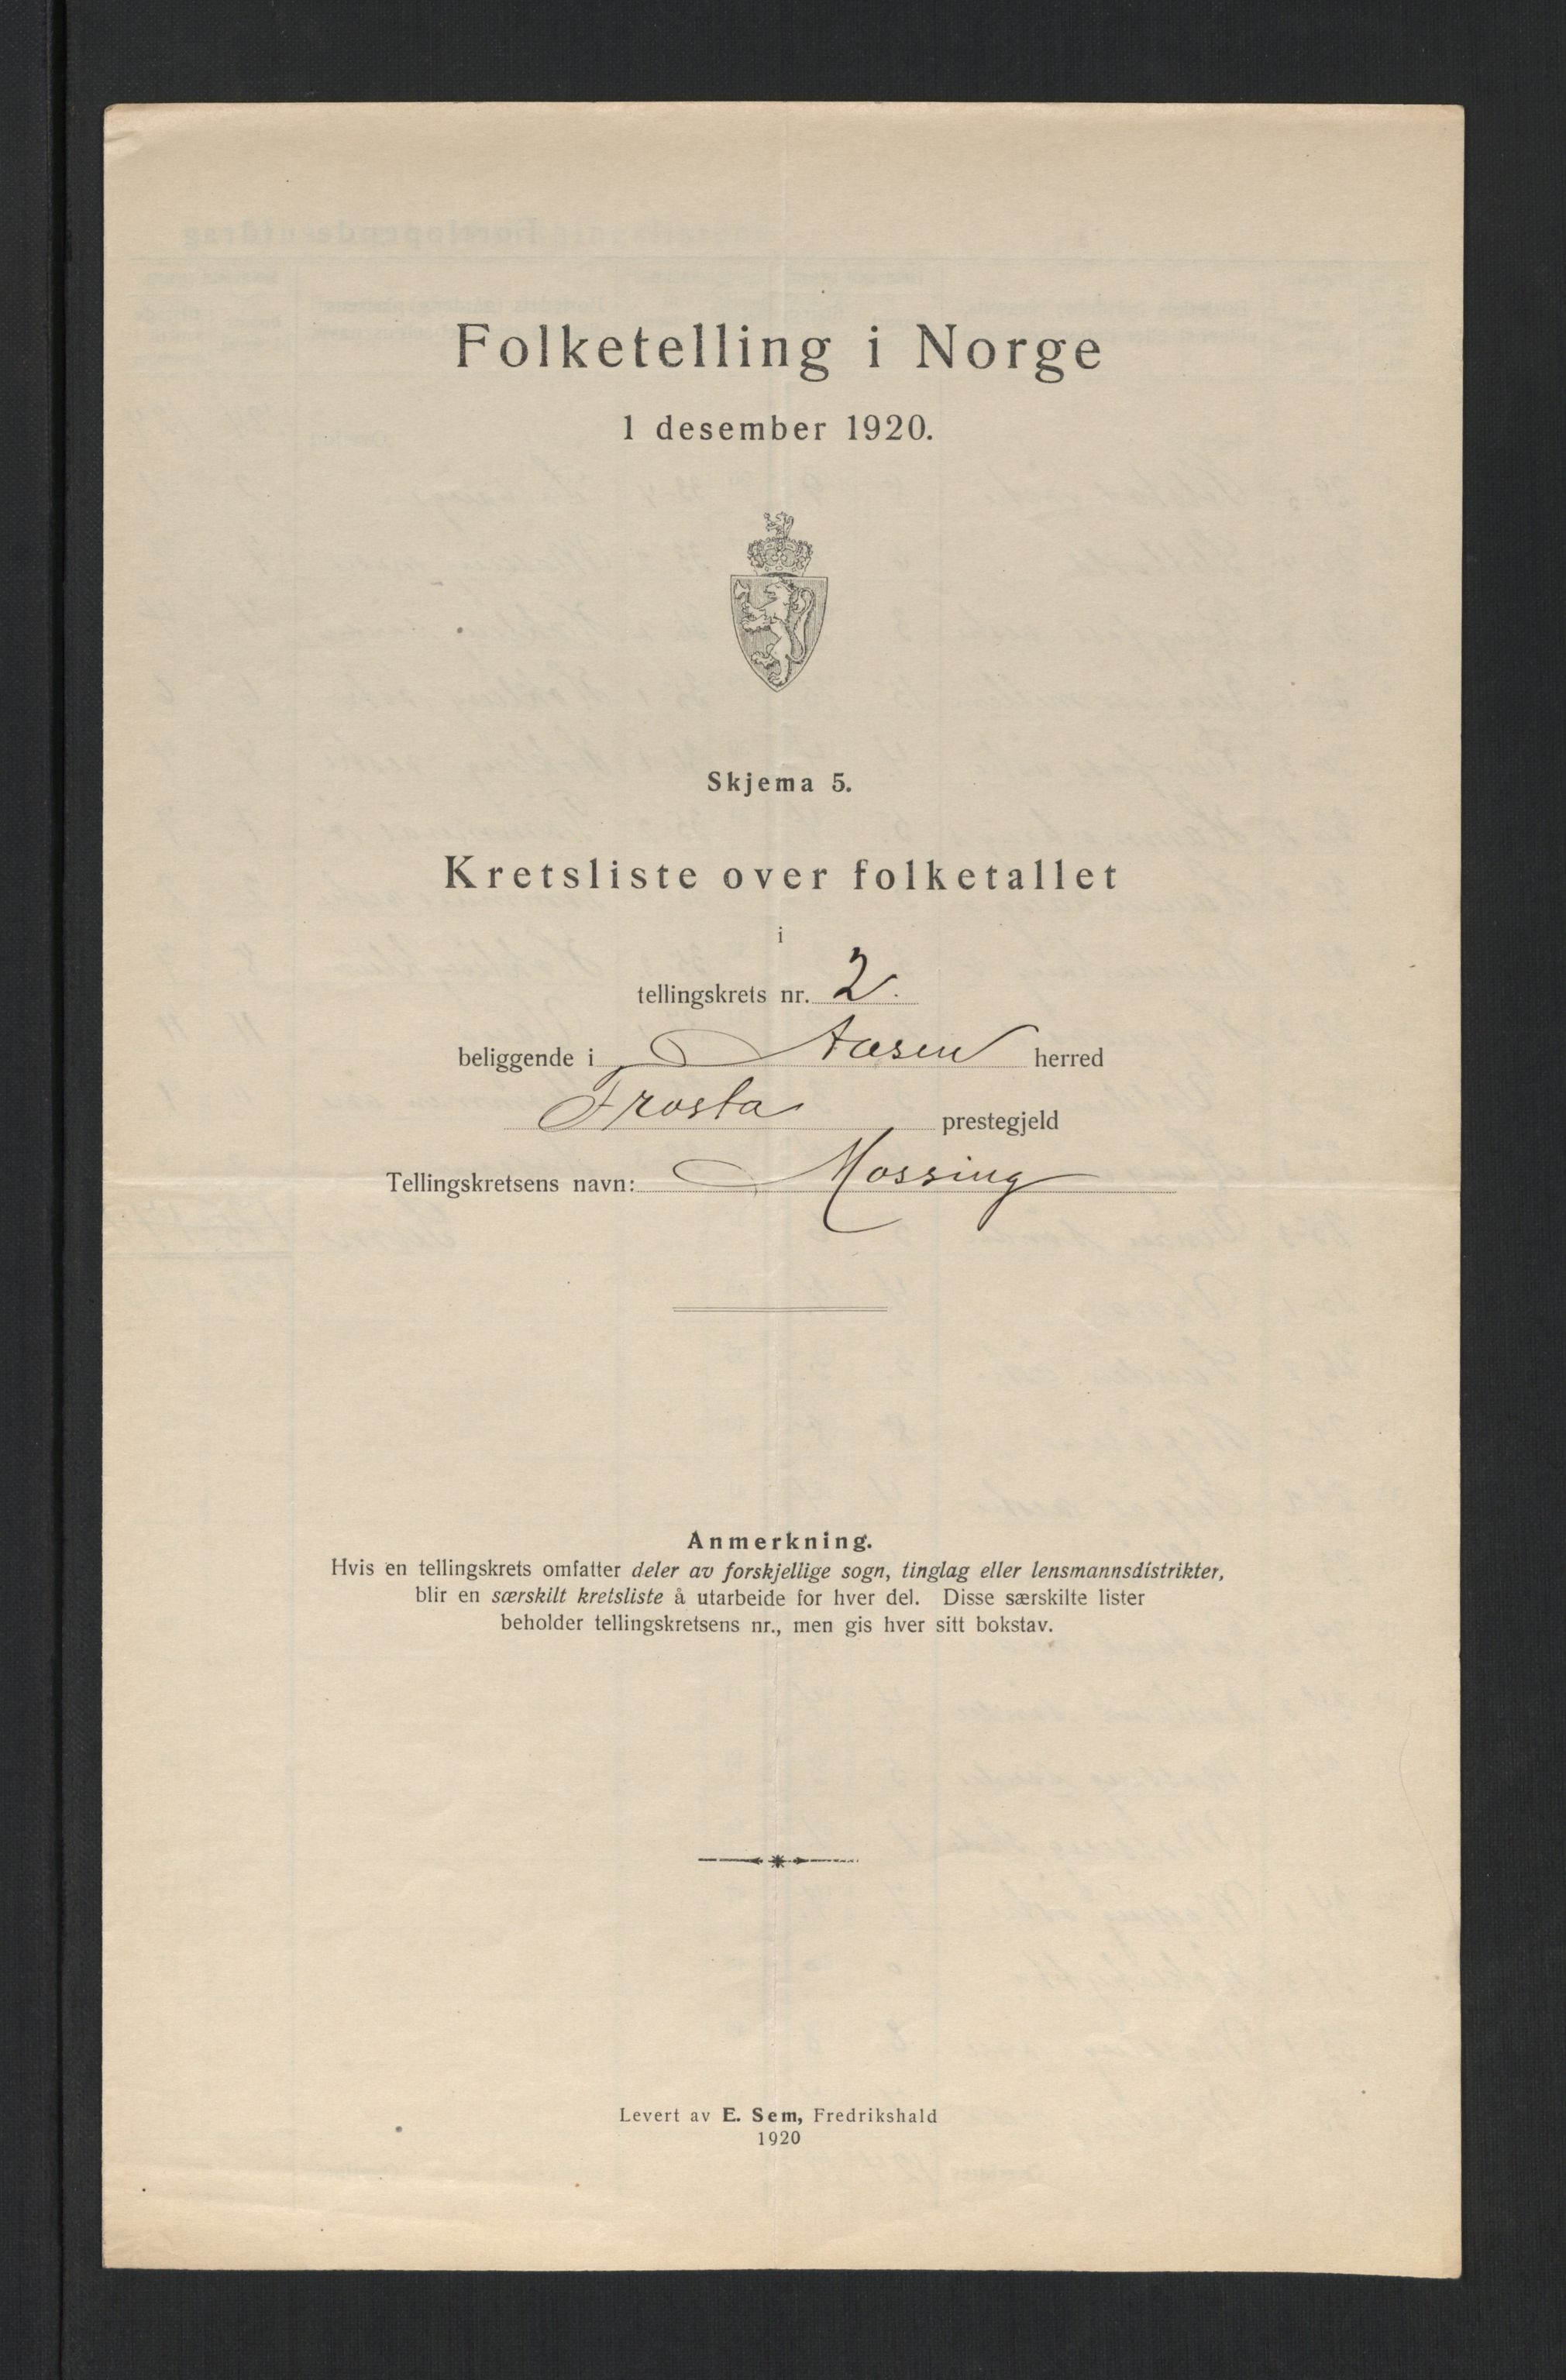 Folketelling i Norge
1 desember 1920.
Skjema 5.
Kretsliste over folketallet
i
tellingskrets nr. 2.
beliggende i Aasen herred
Frosta prestegjeld
Tellingskretsens navn: Mossing
Anmerkning.
Hvis en tellingskrets omfatter deler av forskjellige sogn, tinglag eller lensmannsdistrikter,
blir en særskilt kretsliste å utarbeide for hver del. Disse særskilte lister
beholder tellingskretsens nr., men gis hver sitt bokstav.
Levert av E. Sem, Fredrikshald
1920